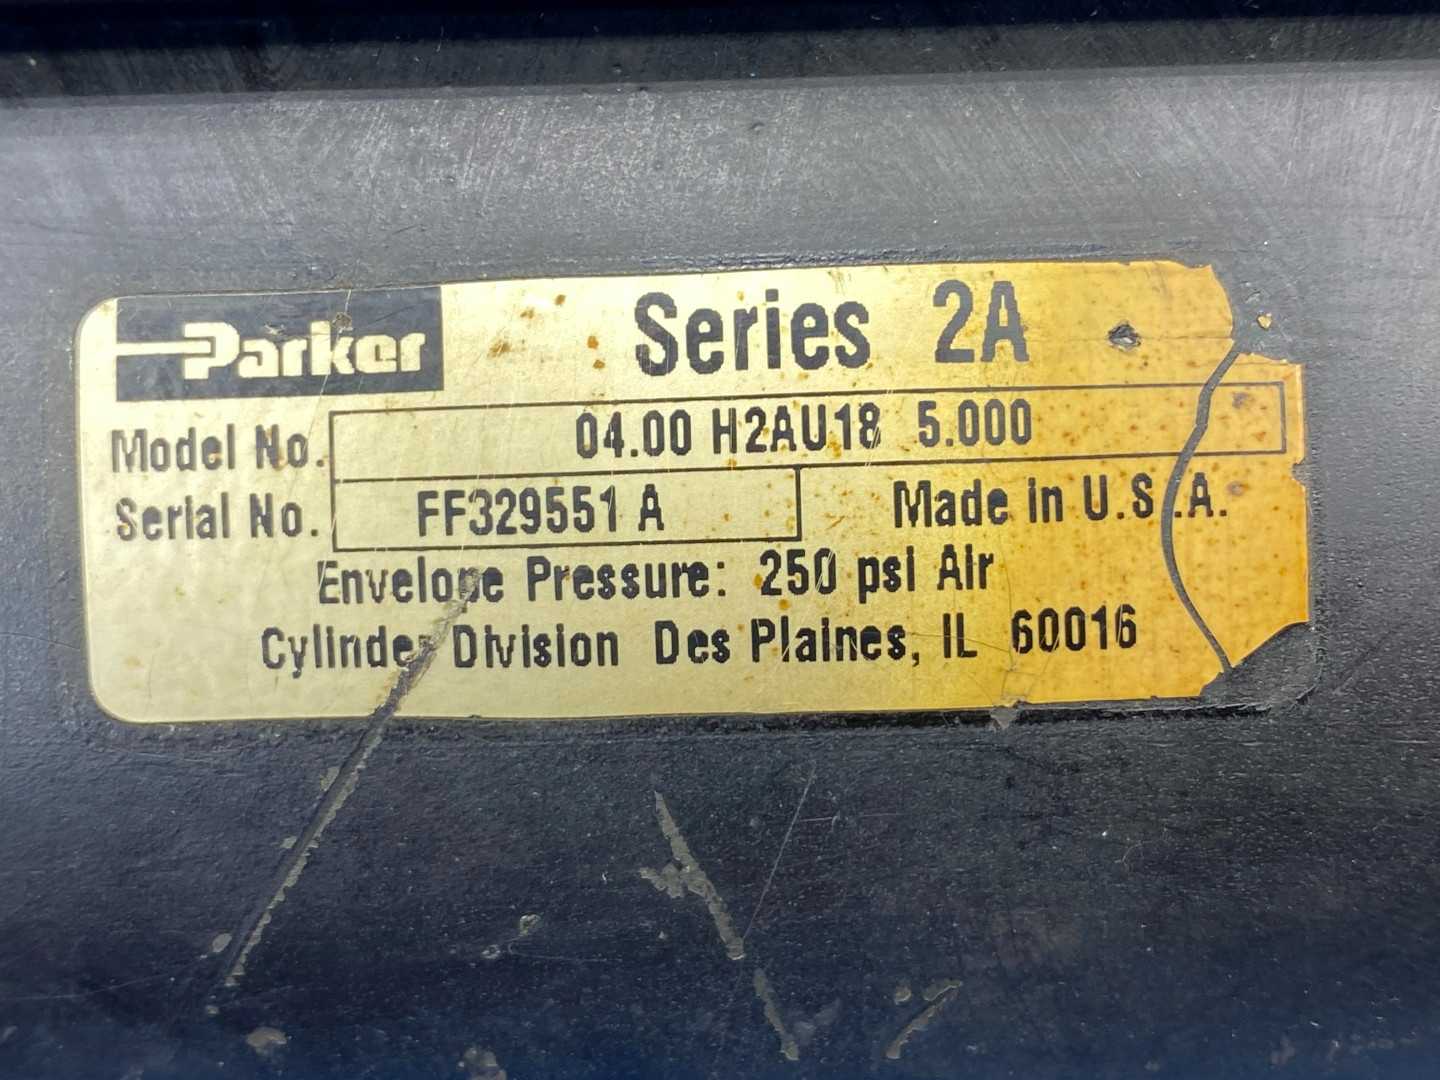 Parker Series 2A
Model No. 04.00 H2AU18 5.000
Serial No. FF329551 A Made in U.S.A.
Envelope Pressure: 250 psi Air
Cylinder Division Des Plaines, IL 60016